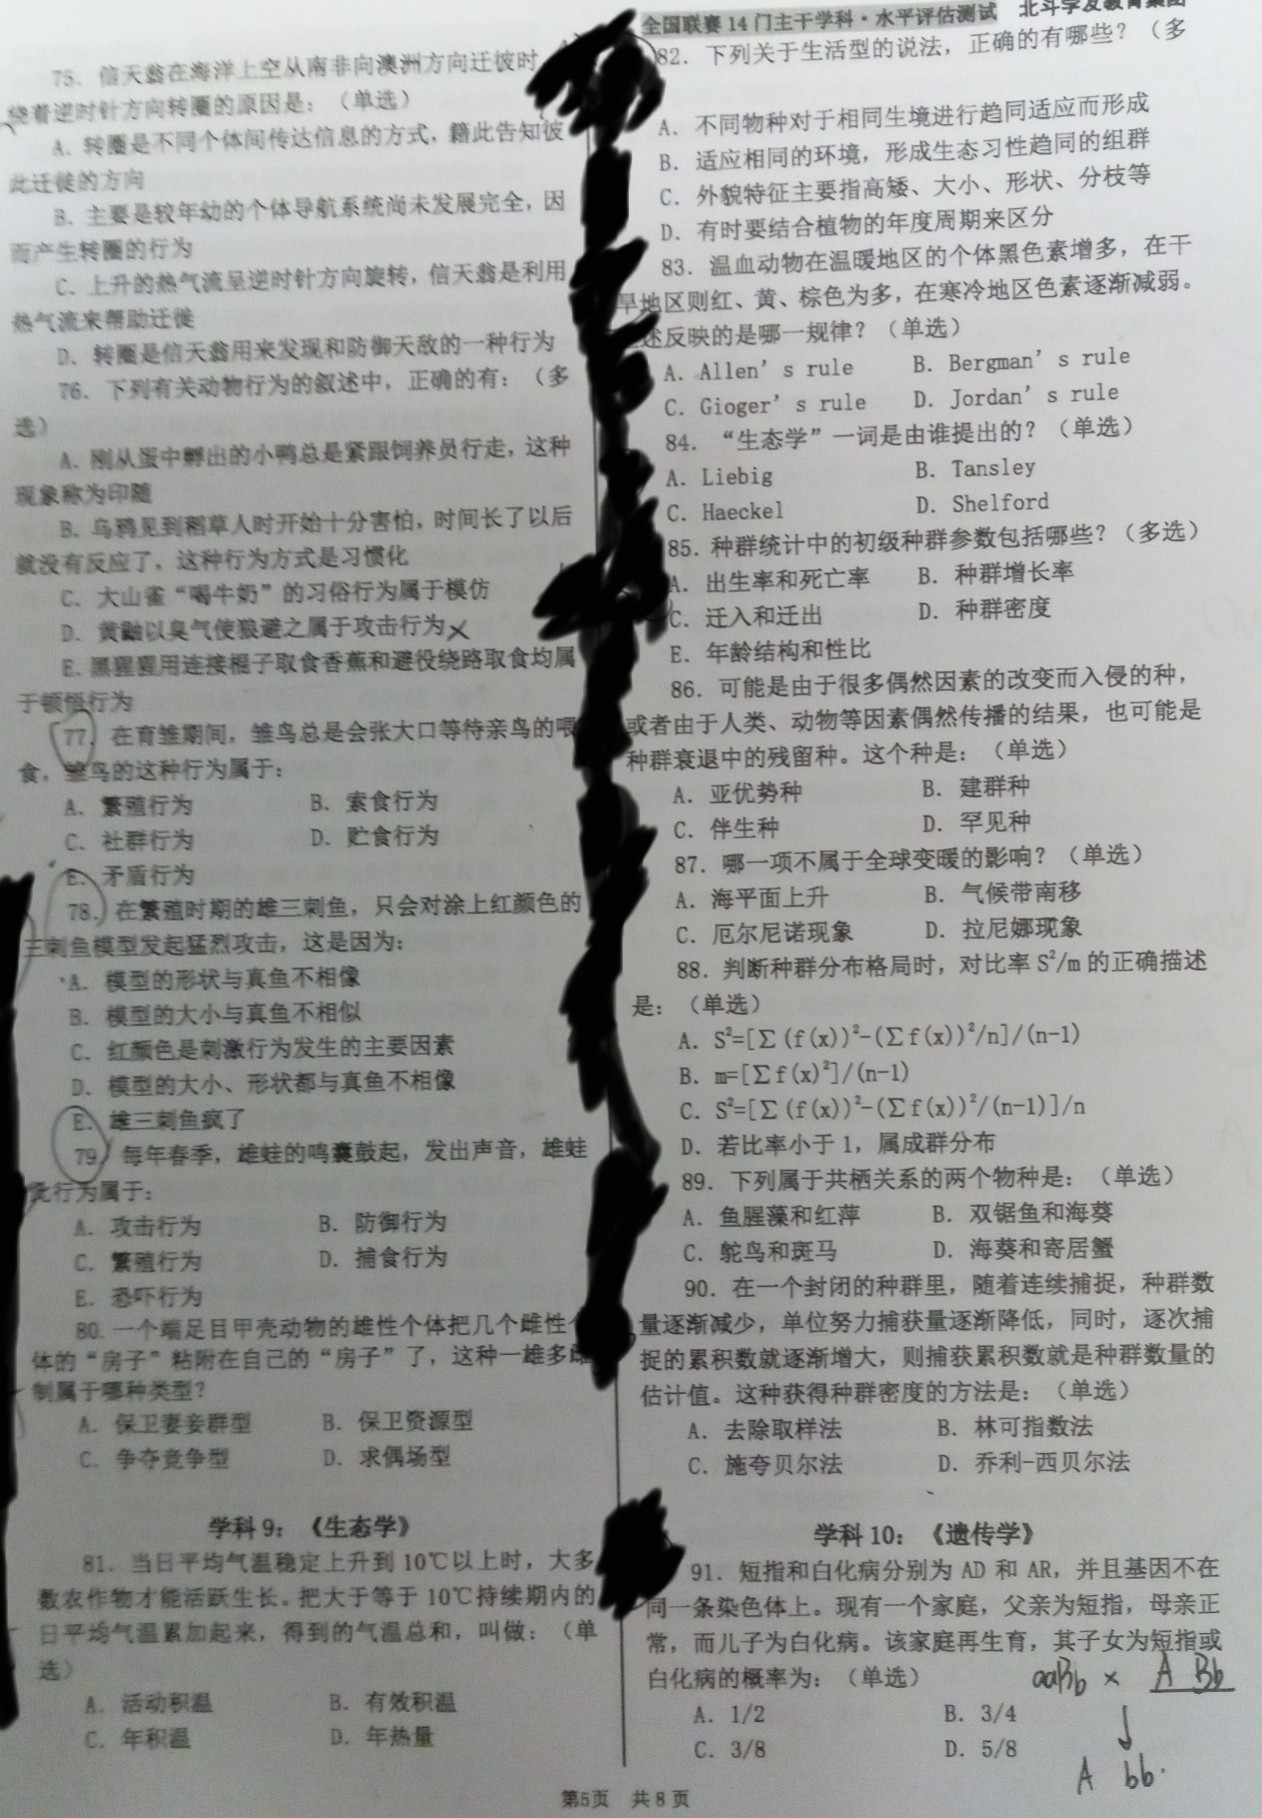 75. 信天翁在海洋上空从南非向澳洲方向迁彼时
绕着逆时针方向转圈的原因是：（单选）
A. 转圈是不同个体间传达信息的方式，籍此告知彼
此迁徙的方向
B. 主要是较年幼的个体导航系统尚未发展完全，因
而产生转圈的行为
C. 上升的热气流呈逆时针方向旋转，信天翁是利用
热气流来帮助迁徙
D. 转圈是信天翁用来发现和防御天敌的一种行为
76. 下列有关动物行为的叙述中，正确的有：（多
选）
A. 刚从蛋中孵出的小鸭总是紧跟饲养员行走，这种
现象称为印随
B. 乌鸦见到稻草人时开始十分害怕，时间长了以后
就没有反应了，这种行为方式是习惯化
C. 大山雀“喝牛奶”的习俗行为属于模仿
D. 黄鼬以臭气使狼避之属于攻击行为
E. 黑猩猩用连接棍子取食香蕉和避役绕路取食均属
于顿悟行为
77. 在育雏期间，雏鸟总是会张大口等待亲鸟的喂
食，雏鸟的这种行为属于：
A. 繁殖行为 B. 索食行为
C. 社群行为 D. 贮食行为
E. 矛盾行为
78. 在繁殖时期的雄三刺鱼，只会对涂上红颜色的
三刺鱼模型发起猛烈攻击，这是因为：
A. 模型的形状与真鱼不相像
B. 模型的大小与真鱼不相似
C. 红颜色是刺激行为发生的主要因素
D. 模型的大小、形状都与真鱼不相像
E. 雄三刺鱼疯了
79. 每年春季，雄蛙的鸣囊鼓起，发出声音，雄蛙
此行为属于：
A. 攻击行为 B. 防御行为
C. 繁殖行为 D. 捕食行为
E. 恐吓行为
80. 一个端足目甲壳动物的雄性个体把几个雌性个
体的“房子”粘附在自己的“房子”了，这种一雄多雌
制属于哪种类型？
A. 保卫妻妾群型 B. 保卫资源型
C. 争夺竞争型 D. 求偶场型
学科9：《生态学》
81. 当日平均气温稳定上升到10℃以上时，大多
数农作物才能活跃生长。把大于等于10℃持续期内的
日平均气温累加起来，得到的气温总和，叫做：（单
选）
A. 活动积温 B. 有效积温
C. 年积温 D. 年热量
全国联赛14门主干学科·水平评估测试 北斗学友教育集团
82. 下列关于生活型的说法，正确的有哪些？（多
A. 不同物种对于相同生境进行趋同适应而形成
B. 适应相同的环境，形成生态习性趋同的组群
C. 外貌特征主要指高矮、大小、形状、分枝等
D. 有时要结合植物的年度周期来区分
83. 温血动物在温暖地区的个体黑色素增多，在干
旱地区则红、黄、棕色为多，在寒冷地区色素逐渐减弱。
述反映的是哪一规律？（单选）
A. Allen’s rule B. Bergman’s rule
C. Gioger’s rule D. Jordan’s rule
84. “生态学”一词是由谁提出的？（单选）
A. Liebig B. Tansley
C. Haeckel D. Shelford
85. 种群统计中的初级种群参数包括哪些？（多选）
A. 出生率和死亡率 B. 种群增长率
C. 迁入和迁出 D. 种群密度
E. 年龄结构和性比
86. 可能是由于很多偶然因素的改变而入侵的种，
或者由于人类、动物等因素偶然传播的结果，也可能是
种群衰退中的残留种。这个种是：（单选）
A. 亚优势种 B. 建群种
C. 伴生种 D. 罕见种
87. 哪一项不属于全球变暖的影响？（单选）
A. 海平面上升 B. 气候带南移
C. 厄尔尼诺现象 D. 拉尼娜现象
88. 判断种群分布格局时，对比率 S²/m 的正确描述
是：（单选）
A. S²=[∑(f(x))²-(∑f(x))²/n]/(n-1)
B. m=[∑f(x)²]/(n-1)
C. S²=[∑(f(x))²-(∑f(x))²/(n-1)]/n
D. 若比率小于1，属成群分布
89. 下列属于共栖关系的两个物种是：（单选）
A. 鱼腥藻和红萍 B. 双锯鱼和海葵
C. 鸵鸟和斑马 D. 海葵和寄居蟹
90. 在一个封闭的种群里，随着连续捕捉，种群数
量逐渐减少，单位努力捕获量逐渐降低，同时，逐次捕
捉的累积数就逐渐增大，则捕获累积数就是种群数量的
估计值。这种获得种群密度的方法是：（单选）
A. 去除取样法 B. 林可指数法
C. 施夸贝尔法 D. 乔利-西贝尔法
学科10：《遗传学》
91. 短指和白化病分别为 AD 和 AR，并且基因不在
同一条染色体上。现有一个家庭，父亲为短指，母亲正
常，而儿子为白化病。该家庭再生育，其子女为短指或
白化病的概率为：（单选） aaBb × A Bb
A. 1/2 B. 3/4
C. 3/8 D. 5/8
A bb.
第5页 共8页